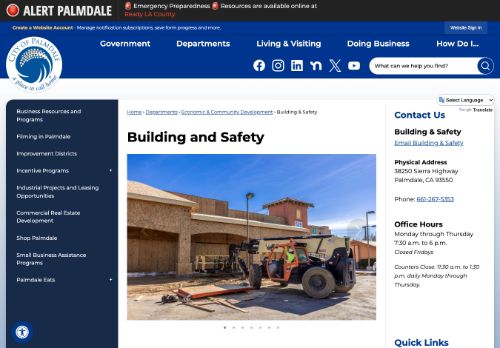 ALERT PALMDALE
🚨 Emergency Preparedness 🚨 Resources are available online at
Ready LA County.
Create a Website Account - Manage notification subscriptions, save form progress and more.
Website Sign In
CITY OF PALMDALE
a place to call home
Government
Departments
Living & Visiting
Doing Business
How Do I...
What can we help you find?
Select Language
Google Translate
Business Resources and
Programs
Filming in Palmdale
Improvement Districts
Incentive Programs +
Industrial Projects and Leasing
Opportunities
Commercial Real Estate
Development
Shop Palmdale
Small Business Assistance
Programs
Palmdale Eats +
Home › Departments › Economic & Community Development › Building & Safety
Building and Safety
Contact Us
Building & Safety
Email Building & Safety
Physical Address
38250 Sierra Highway
Palmdale, CA 93550
Phone: 661-267-5353
Office Hours
Monday through Thursday
7:30 a.m. to 6 p.m.
Closed Fridays
Counters Close: 11:30 a.m. to 1:30
p.m. daily Monday through
Thursday.
Quick Links